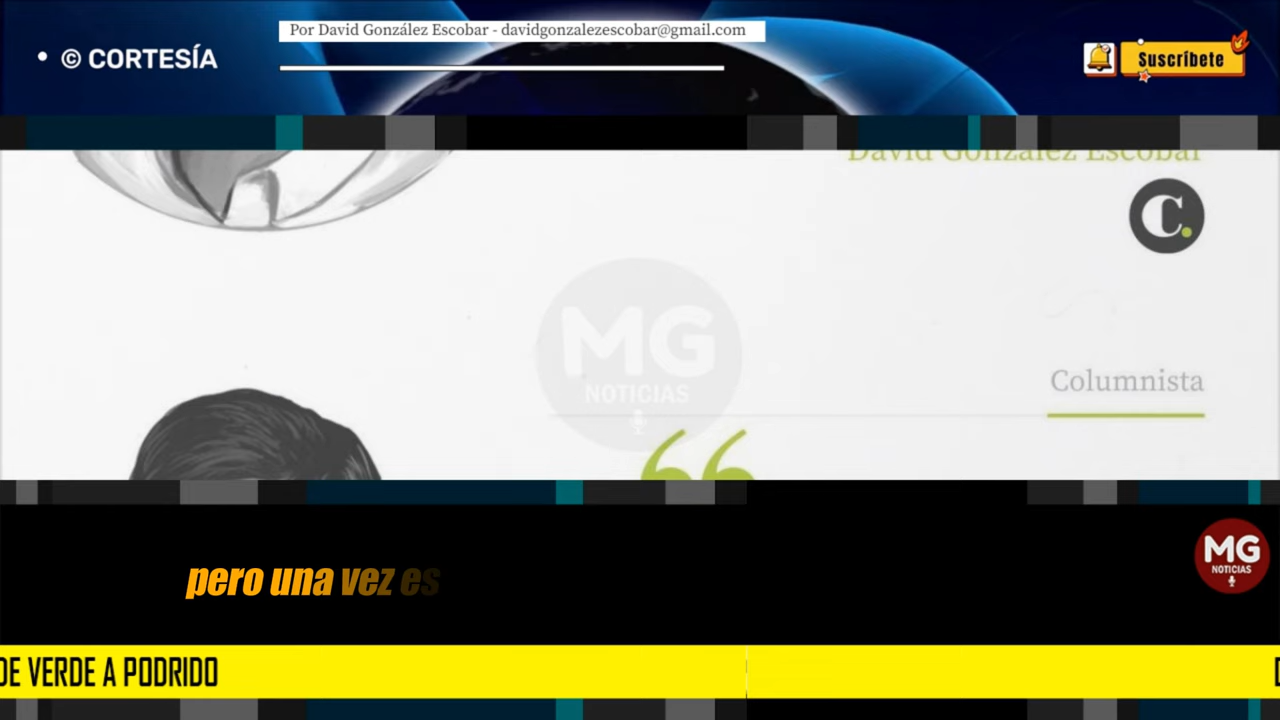 Por David González Escobar - davidgonzalezescobar@gmail.com
• © CORTESÍA
Suscríbete
David González Escobar
C.
MG
NOTICIAS
Columnista
“
MG
NOTICIAS
pero una vez es
DE VERDE A PODRIDO